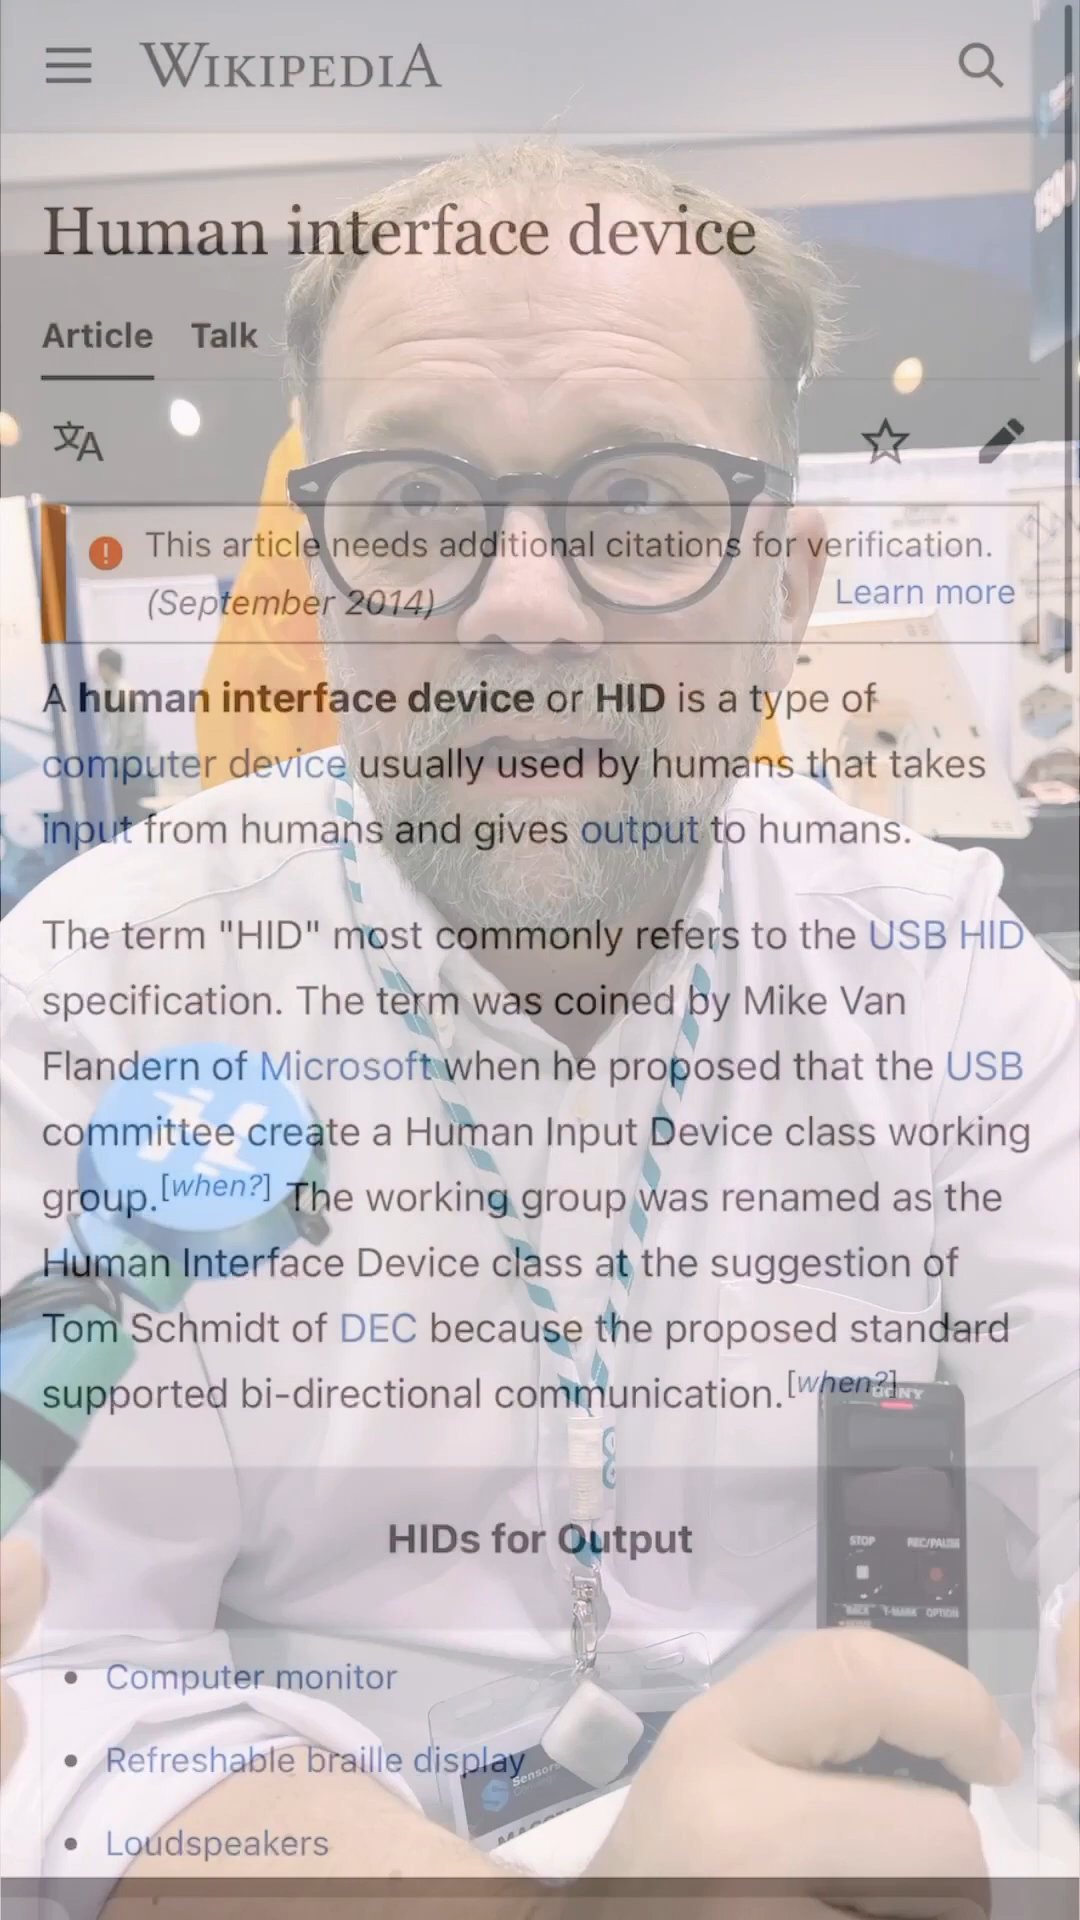 WIKIPEDIA
Human interface device
Article Talk
This article needs additional citations for verification.
(September 2014)
Learn more
A human interface device or HID is a type of
computer device usually used by humans that takes
input from humans and gives output to humans.
The term "HID" most commonly refers to the USB HID
specification. The term was coined by Mike Van
Flandern of Microsoft when he proposed that the USB
committee create a Human Input Device class working
group.[when?] The working group was renamed as the
Human Interface Device class at the suggestion of
Tom Schmidt of DEC because the proposed standard
supported bi-directional communication.[when?]
SONY
STOP REC/PAUSE
BACK T-MARK OPTION
HIDs for Output
• Computer monitor
• Refreshable braille display
• Loudspeakers
Sensors